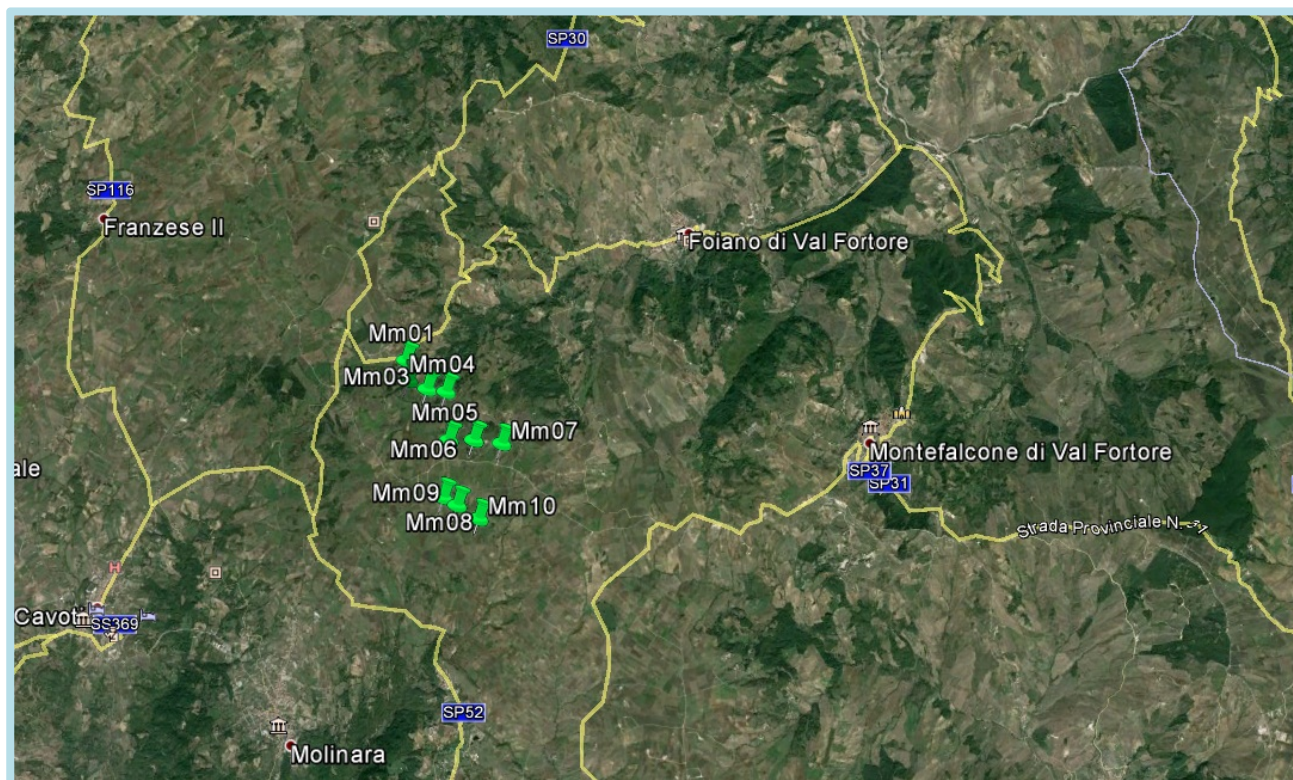 SP30
SP116
Franzese II
Foiano di Val Fortore
Mm01
Mm03
Mm04
Mm05
Mm06
Mm07
Montefalcone di Val Fortore
SP37
SP31
ale
Mm09
Mm08
Mm10
Strada Provinciale N.
H
Cavoti
SS369
SP52
Molinara